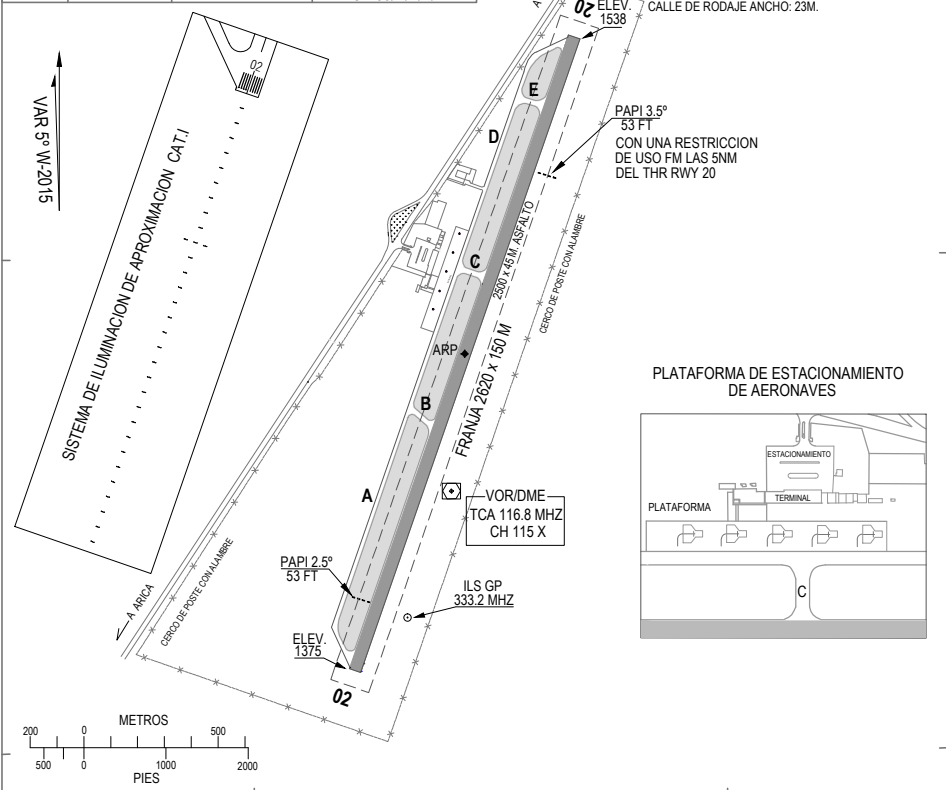 20
ELEV.
1538
CALLE DE RODAJE ANCHO: 23M.
A
02
VAR 5º W-2015
SISTEMA DE ILUMINACION DE APROXIMACION CAT.I
E
D
PAPI 3.5º
53 FT
CON UNA RESTRICCION
DE USO FM LAS 5NM
DEL THR RWY 20
C
2500 x 45 M. ASFALTO
CERCO DE POSTE CON ALAMBRE
ARP
FRANJA 2620 x 150 M
B
A
VOR/DME
TCA 116.8 MHZ
CH 115 X
PAPI 2.5º
53 FT
ILS GP
333.2 MHZ
A ARICA
CERCO DE POSTE CON ALAMBRE
ELEV.
1375
02
PLATAFORMA DE ESTACIONAMIENTO
DE AERONAVES
ESTACIONAMIENTO
TERMINAL
PLATAFORMA
C
METROS
200 0 500
500 0 1000 2000
PIES